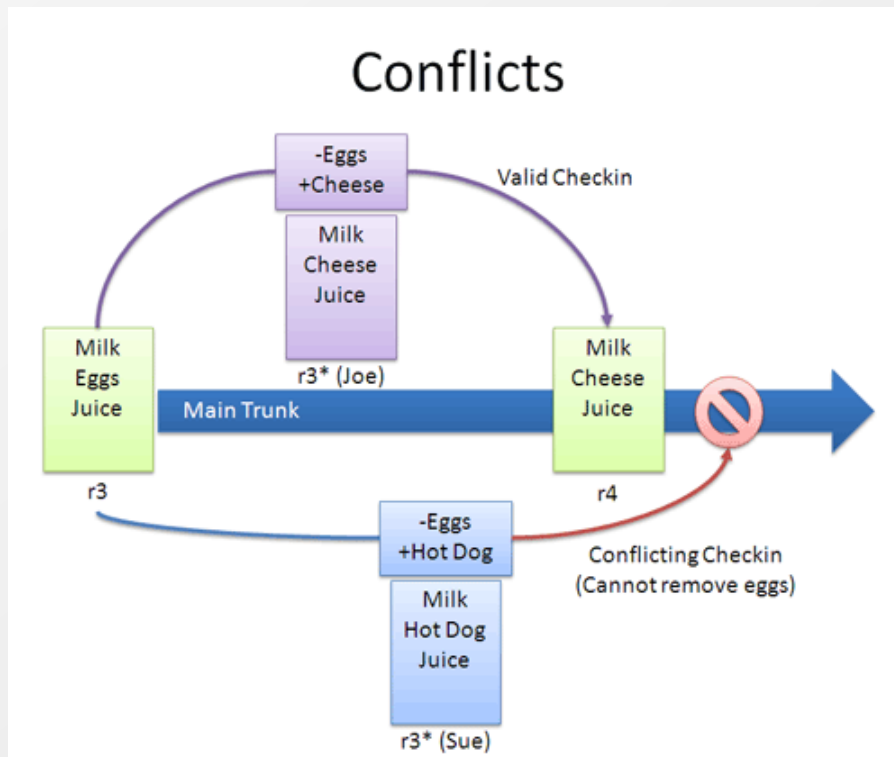 Conflicts
-Eggs
+Cheese
Valid Checkin
Milk
Cheese
Juice
r3* (Joe)
Milk
Eggs
Juice
r3
Main Trunk
Milk
Cheese
Juice
r4
-Eggs
+Hot Dog
Conflicting Checkin
(Cannot remove eggs)
Milk
Hot Dog
Juice
r3* (Sue)